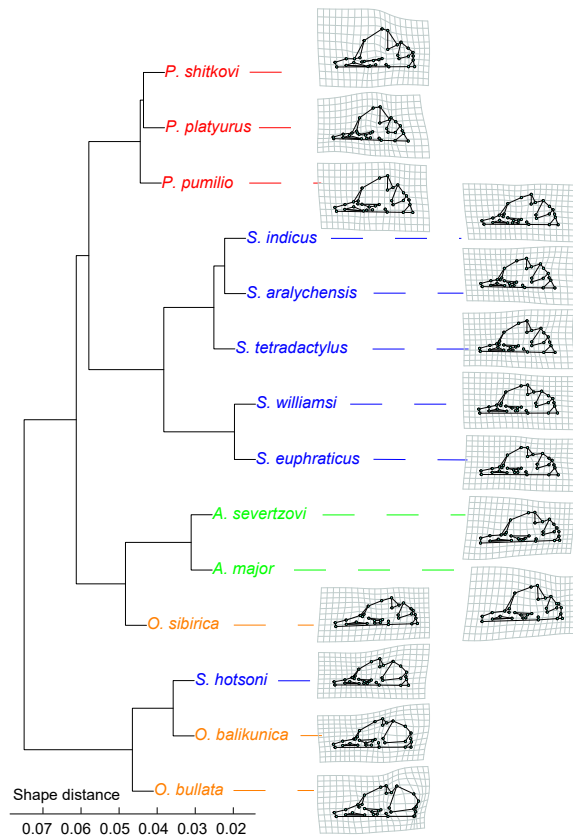 P. shitkovi
P. platyurus
P. pumilio
S. indicus
S. aralychensis
S. tetradactylus
S. williamsi
S. euphraticus
A. severtzovi
A. major
O. sibirica
S. hotsoni
O. balikunica
O. bullata
Shape distance
0.07 0.06 0.05 0.04 0.03 0.02